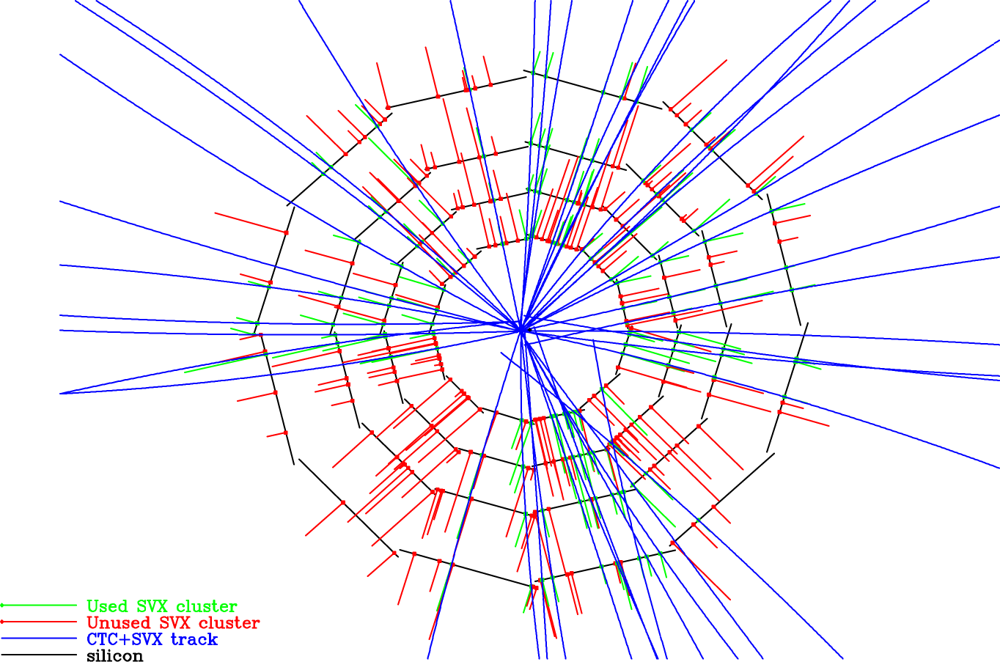 Used SVX cluster
Unused SVX cluster
CTC+SVX track
silicon